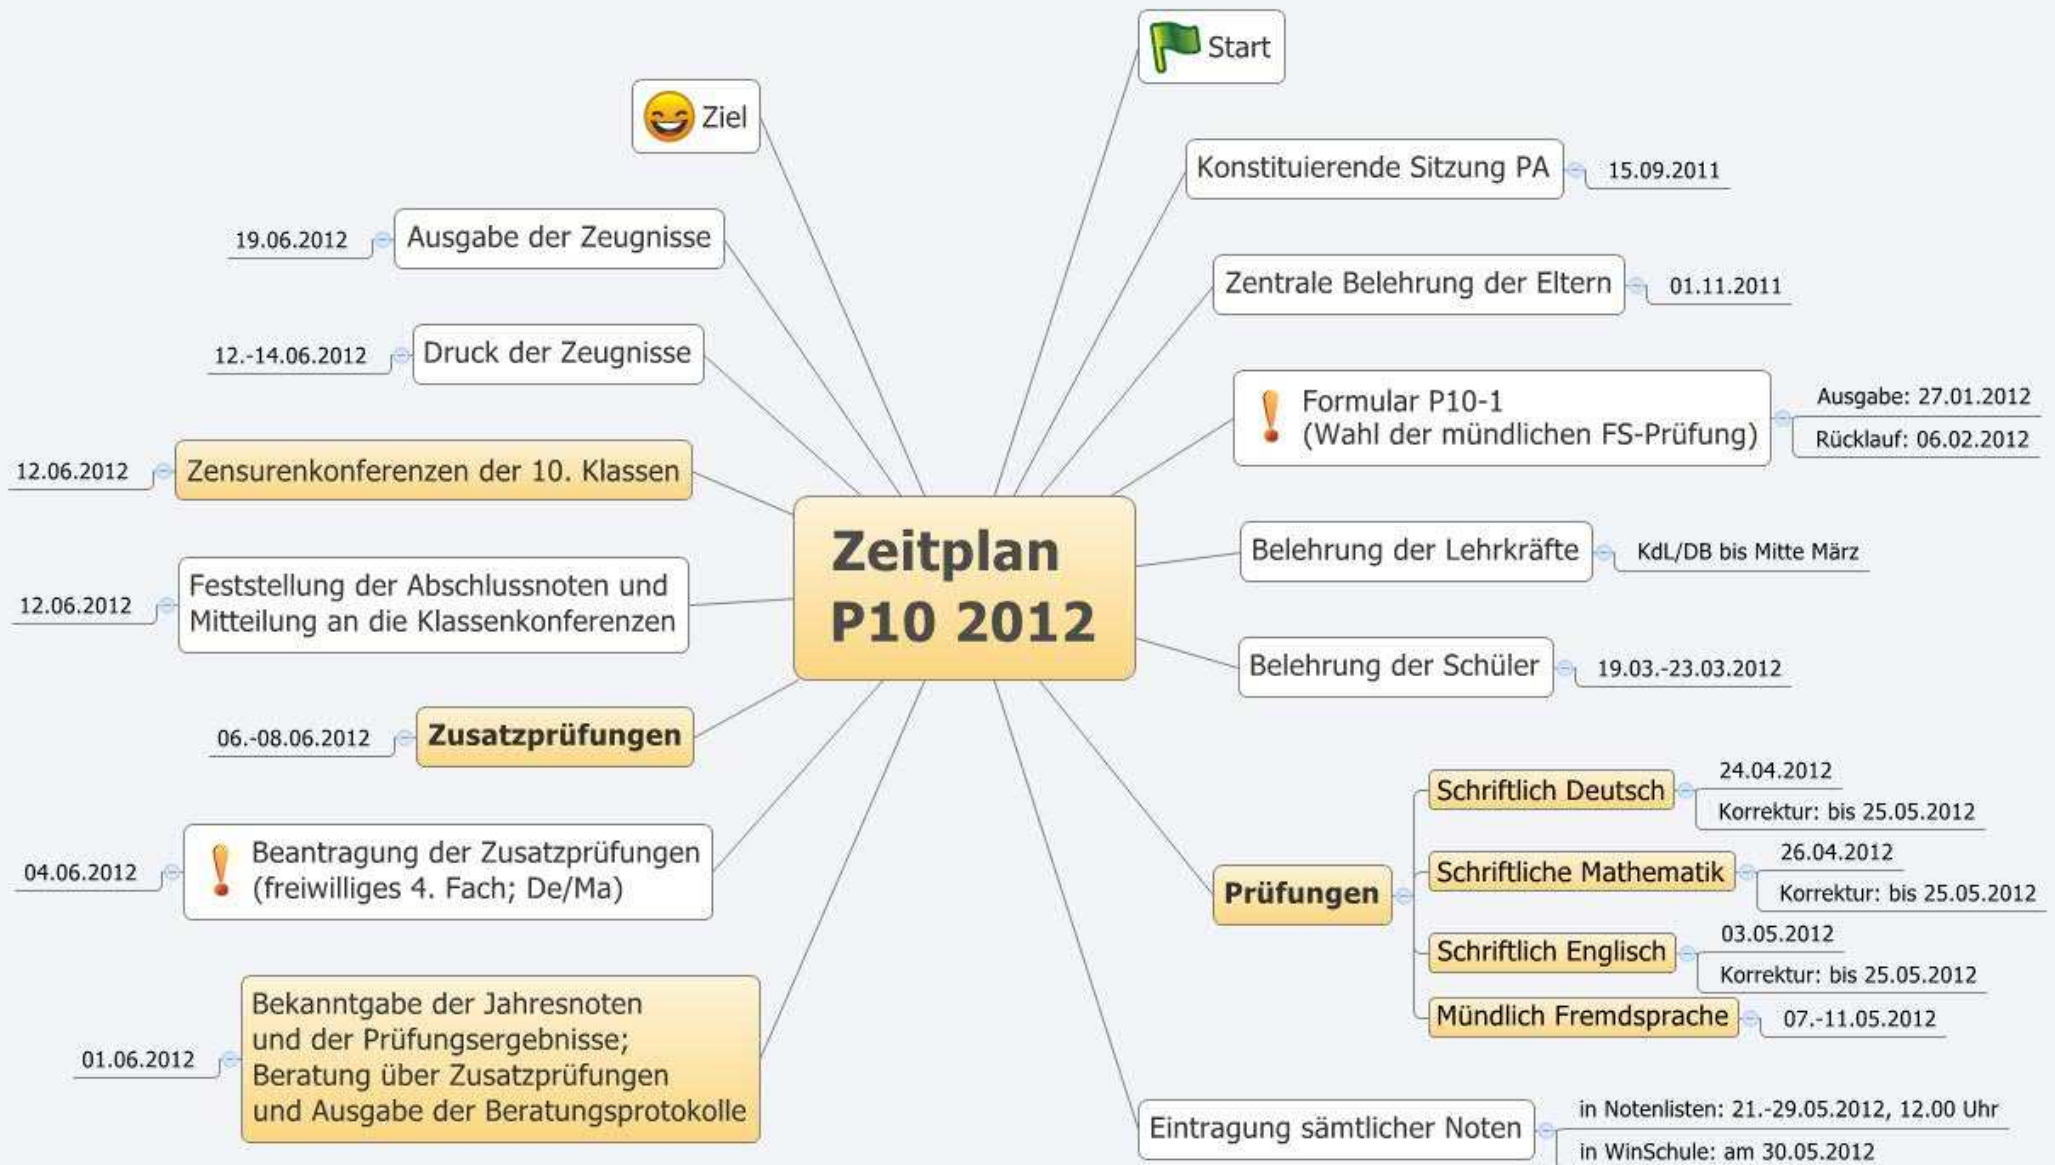 Zeitplan
P10 2012
Start
Konstituierende Sitzung PA
15.09.2011
Zentrale Belehrung der Eltern
01.11.2011
Formular P10-1
(Wahl der mündlichen FS-Prüfung)
Ausgabe: 27.01.2012
Rücklauf: 06.02.2012
Belehrung der Lehrkräfte
KdL/DB bis Mitte März
Belehrung der Schüler
19.03.-23.03.2012
Prüfungen
Schriftlich Deutsch
24.04.2012
Korrektur: bis 25.05.2012
Schriftliche Mathematik
26.04.2012
Korrektur: bis 25.05.2012
Schriftlich Englisch
03.05.2012
Korrektur: bis 25.05.2012
Mündlich Fremdsprache
07.-11.05.2012
Eintragung sämtlicher Noten
in Notenlisten: 21.-29.05.2012, 12.00 Uhr
in WinSchule: am 30.05.2012
Bekanntgabe der Jahresnoten
und der Prüfungsergebnisse;
Beratung über Zusatzprüfungen
und Ausgabe der Beratungsprotokolle
01.06.2012
Beantragung der Zusatzprüfungen
(freiwilliges 4. Fach; De/Ma)
04.06.2012
Zusatzprüfungen
06.-08.06.2012
Feststellung der Abschlussnoten und
Mitteilung an die Klassenkonferenzen
12.06.2012
Zensurenkonferenzen der 10. Klassen
12.06.2012
Druck der Zeugnisse
12.-14.06.2012
Ausgabe der Zeugnisse
19.06.2012
Ziel